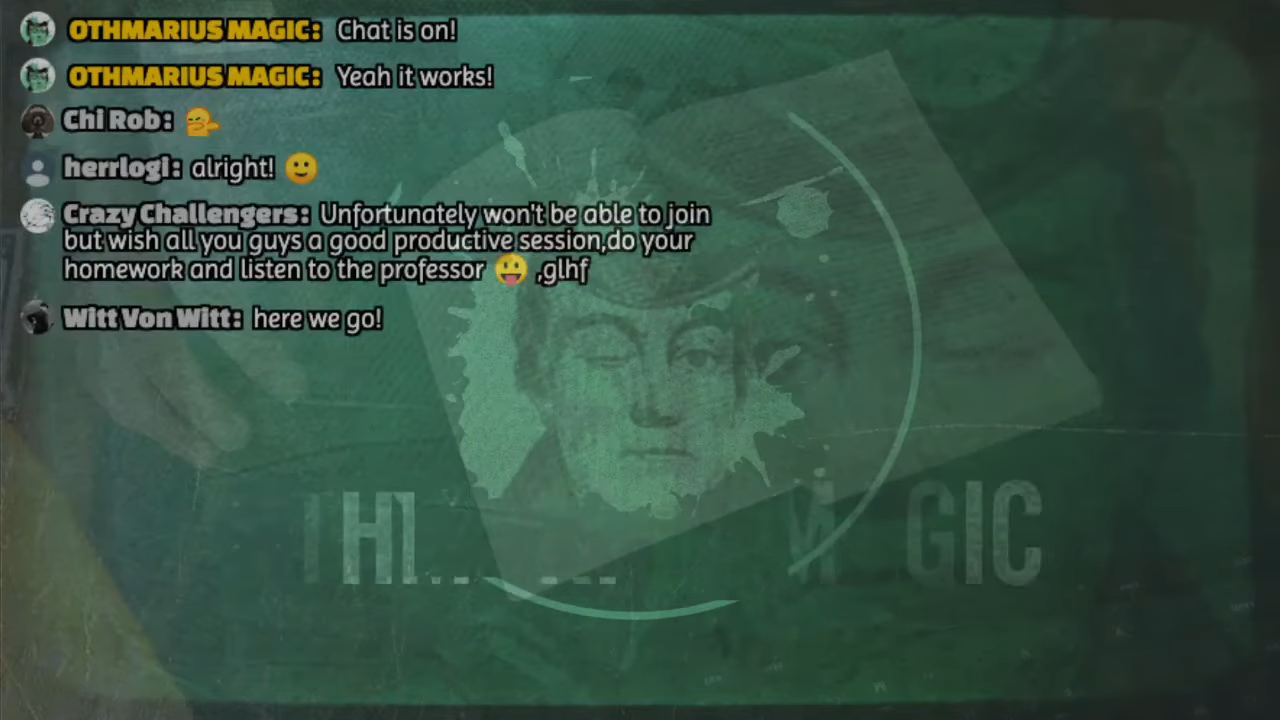 OTHMARIUS MAGIC: Chat is on!
OTHMARIUS MAGIC: Yeah it works!
Chi Rob:
herrlogi: alright! 🙂
Crazy Challengers: Unfortunately won't be able to join
but wish all you guys a good productive session,do your
homework and listen to the professor 😛 ,glhf
Witt Von Witt: here we go!
GIC